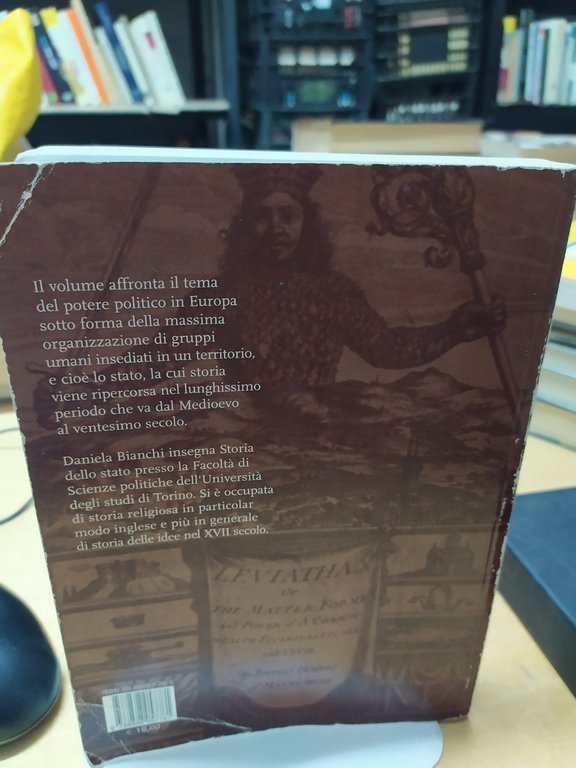 Il volume affronta il tema
del potere politico in Europa
sotto forma della massima
organizzazione di gruppi
umani insediati in un territorio,
e cioè lo stato, la cui storia
viene ripercorsa nel lunghissimo
periodo che va dal Medioevo
al ventesimo secolo.
Daniela Bianchi insegna Storia
dello stato presso la Facoltà di
Scienze politiche dell'Università
degli studi di Torino. Si è occupata
di storia religiosa in particolar
modo inglese e più in generale
di storia delle idee nel XVII secolo.
LEVIATHAN
Or
THE MATTER, FORME
and POWER of A COMMON
WEALTH ECCLESIASTICALL
and CIVIL
By THOMAS HOBBES
of MALMESBURY
ISBN
€ 15,00